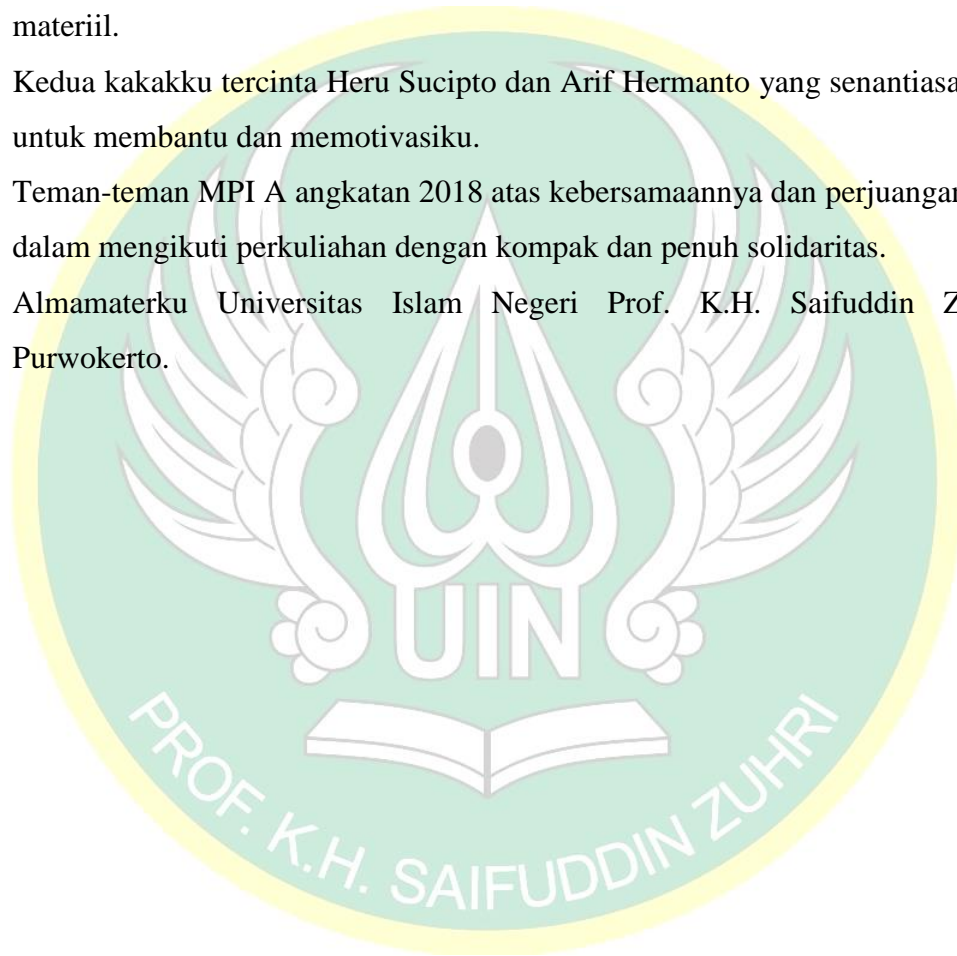 materiil.
Kedua kakakku tercinta Heru Sucipto dan Arif Hermanto yang senantiasa
untuk membantu dan memotivasiku.
Teman-teman MPI A angkatan 2018 atas kebersamaannya dan perjuangan
dalam mengikuti perkuliahan dengan kompak dan penuh solidaritas.
Almamaterku Universitas Islam Negeri Prof. K.H. Saifuddin Z
Purwokerto.
UIN
PROF. K.H. SAIFUDDIN ZUHRI